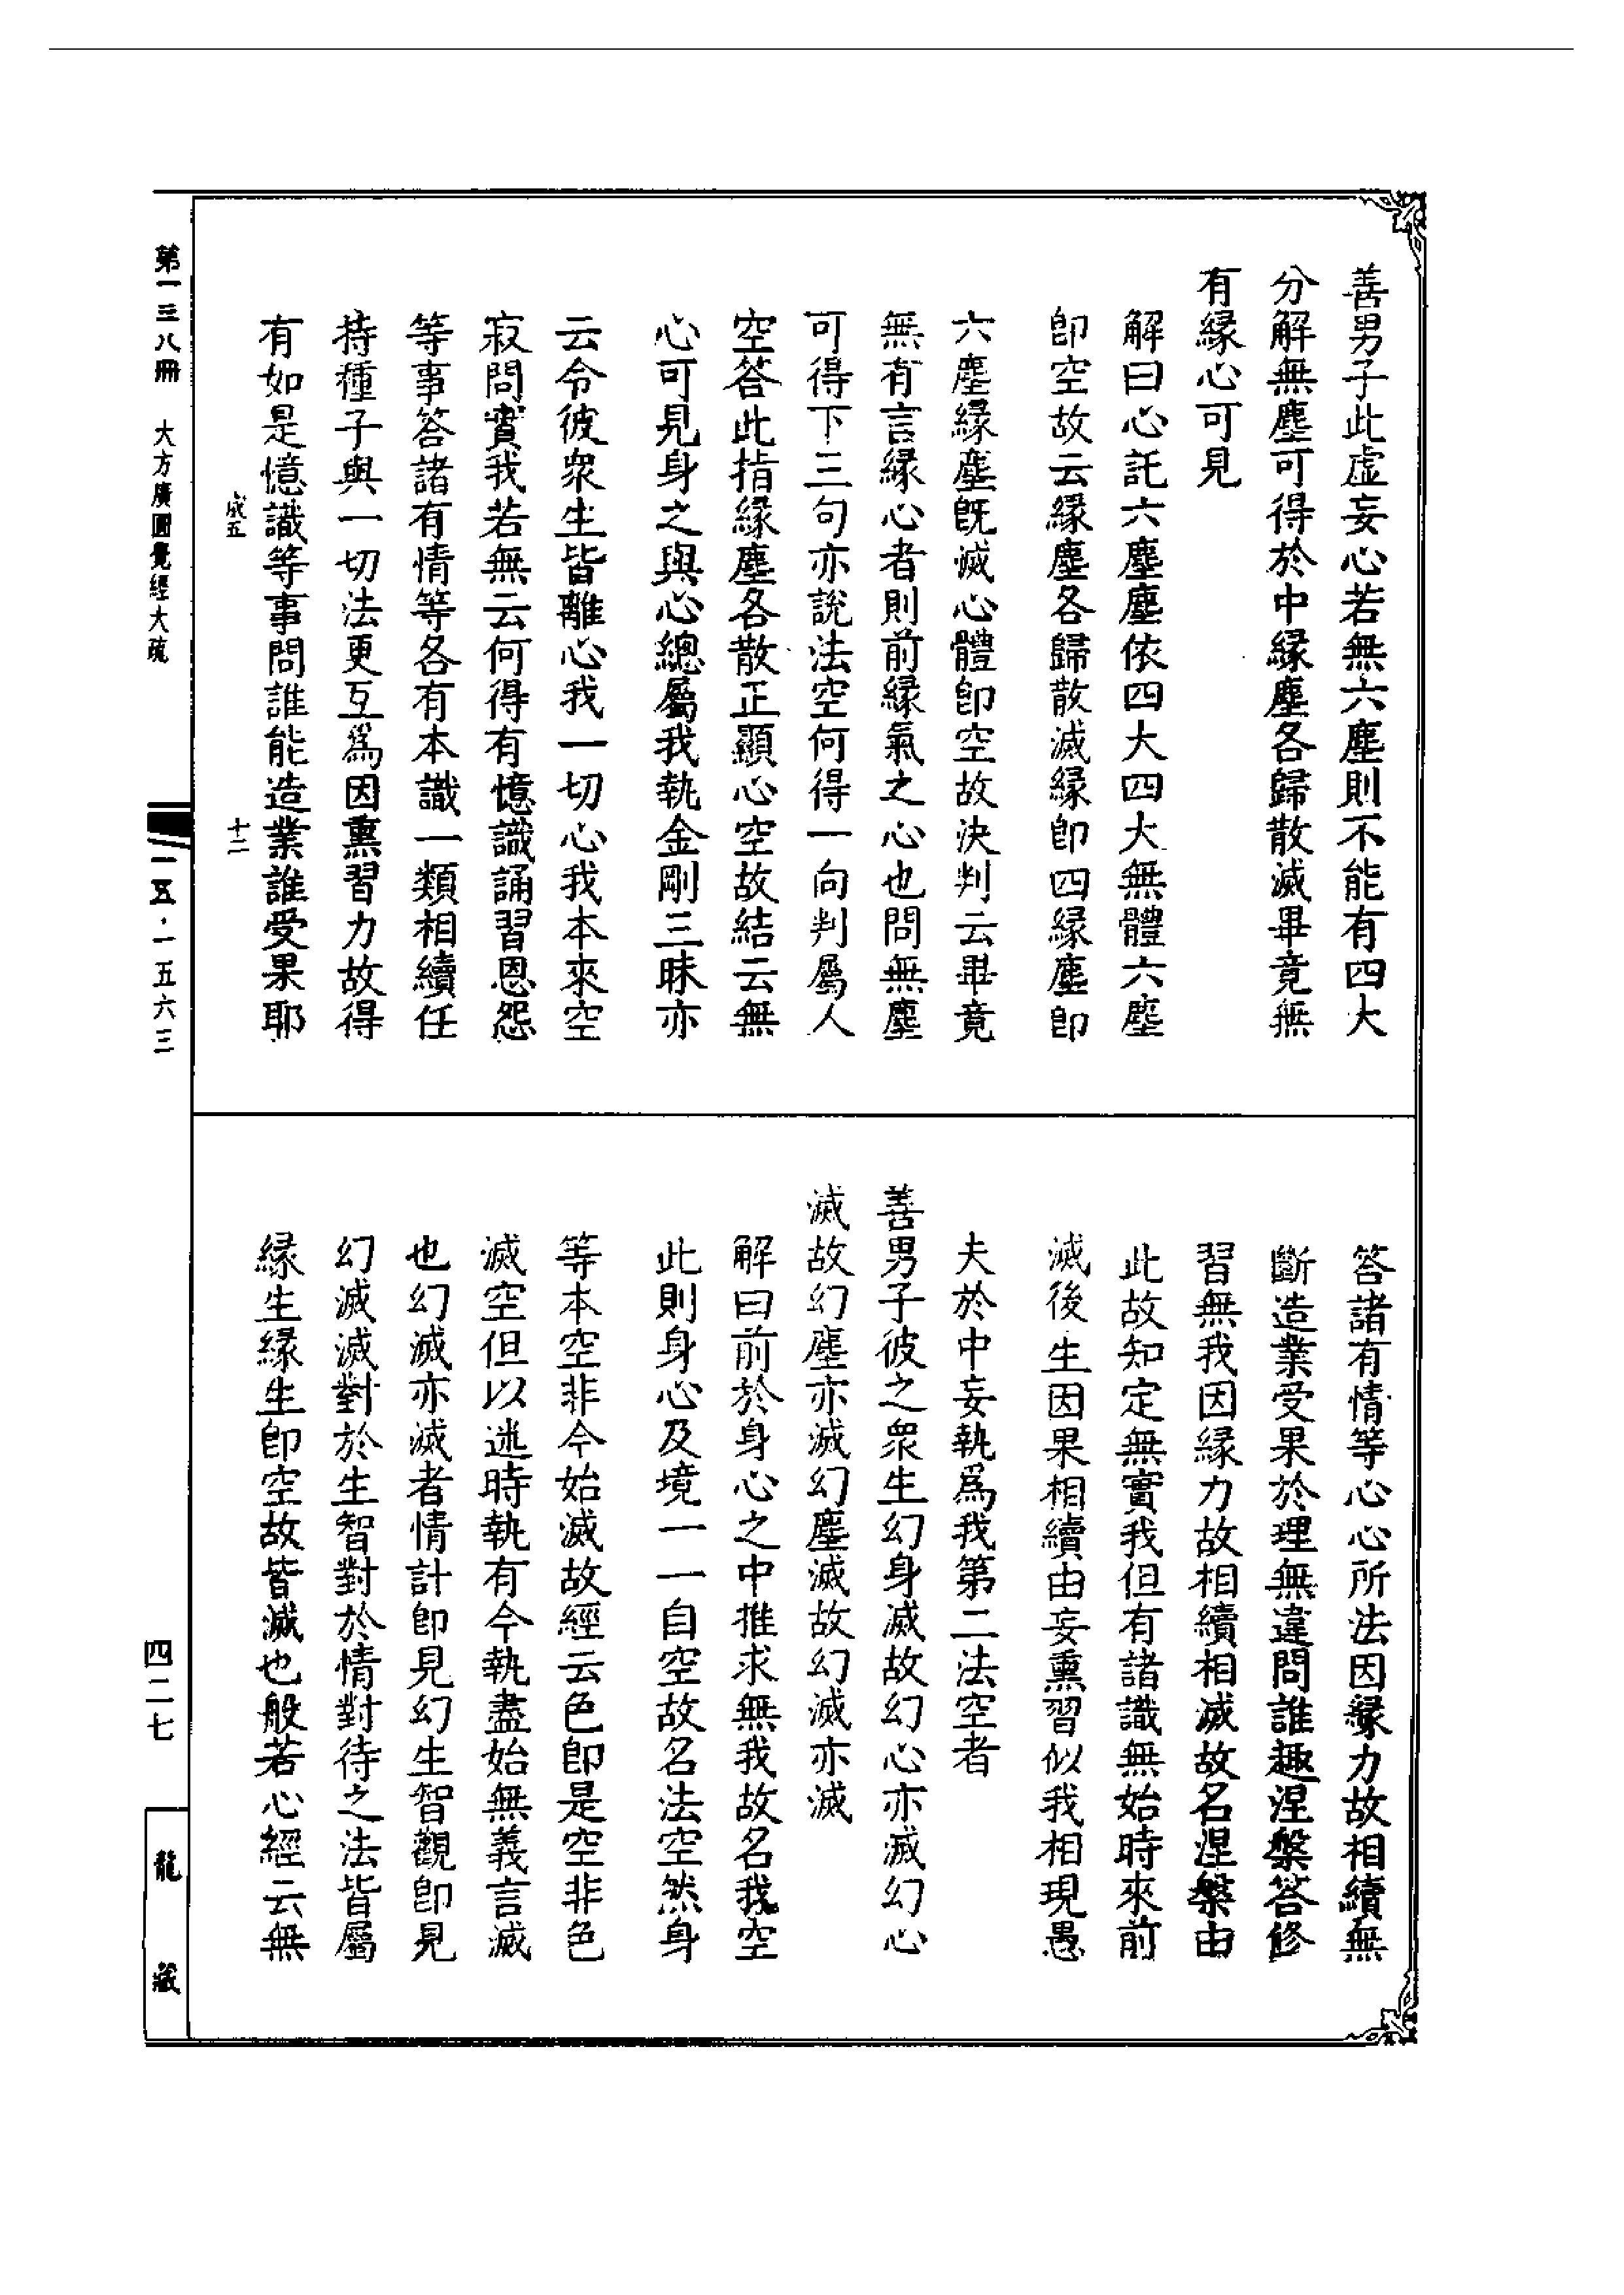 善男子此虛妄心若無六塵則不能有四大
分解無塵可得於中緣塵各歸散滅畢竟無
有緣心可見
解曰心託六塵塵依四大四大無體六塵
卽空故云緣塵各歸散滅緣卽四緣塵卽
六塵緣塵旣滅心體卽空故決判云畢竟
無有言緣心者則前緣氣之心也問無塵
可得下三句亦說法空何得一向判屬人
空答此指緣塵各散正顯心空故結云無
心可見身之與心總屬我執金剛三昧亦
云令彼眾生皆離心我一切心我本來空
寂問實我若無云何得有憶識誦習恩怨
等事答諸有情等各有本識一類相續任
持種子與一切法更互為因熏習力故得
有如是憶識等事問誰能造業誰受果耶
答諸有情等心心所法因緣力故相續無
斷造業受果於理無違問誰趣涅槃答修
習無我因緣力故相續相滅故名涅槃由
此故知定無實我但有諸識無始時來前
滅後生因果相續由妄熏習似我相現愚
夫於中妄執爲我第二法空者
善男子彼之眾生幻身滅故幻心亦滅幻心
滅故幻塵亦滅幻塵滅故幻滅亦滅
解曰前於身心之中推求無我故名我空
此則身心及境一一自空故名法空然身
等本空非今始滅故經云色卽是空非色
滅空但以迷時執有今執盡始無義言滅
也幻滅亦滅者情計卽見幻生智觀卽見
幻滅滅對於生智對於情對待之法皆屬
緣生緣生卽空故皆滅也般若心經云無
第一三八冊 大方廣圓覺經大疏
一五五·一五六三
四二七
龍藏
十二